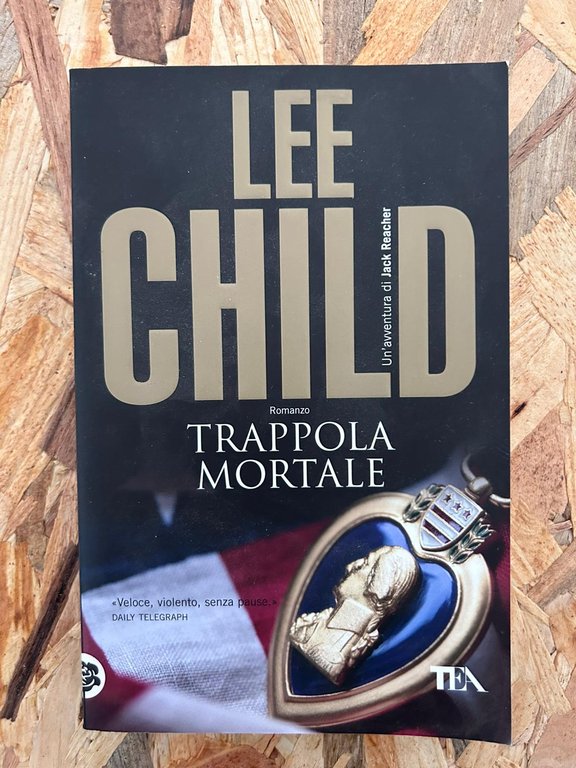 LEE
CHILD
Un'avventura di Jack Reacher
Romanzo
TRAPPOLA
MORTALE
«Veloce, violento, senza pause.»
DAILY TELEGRAPH
TEA